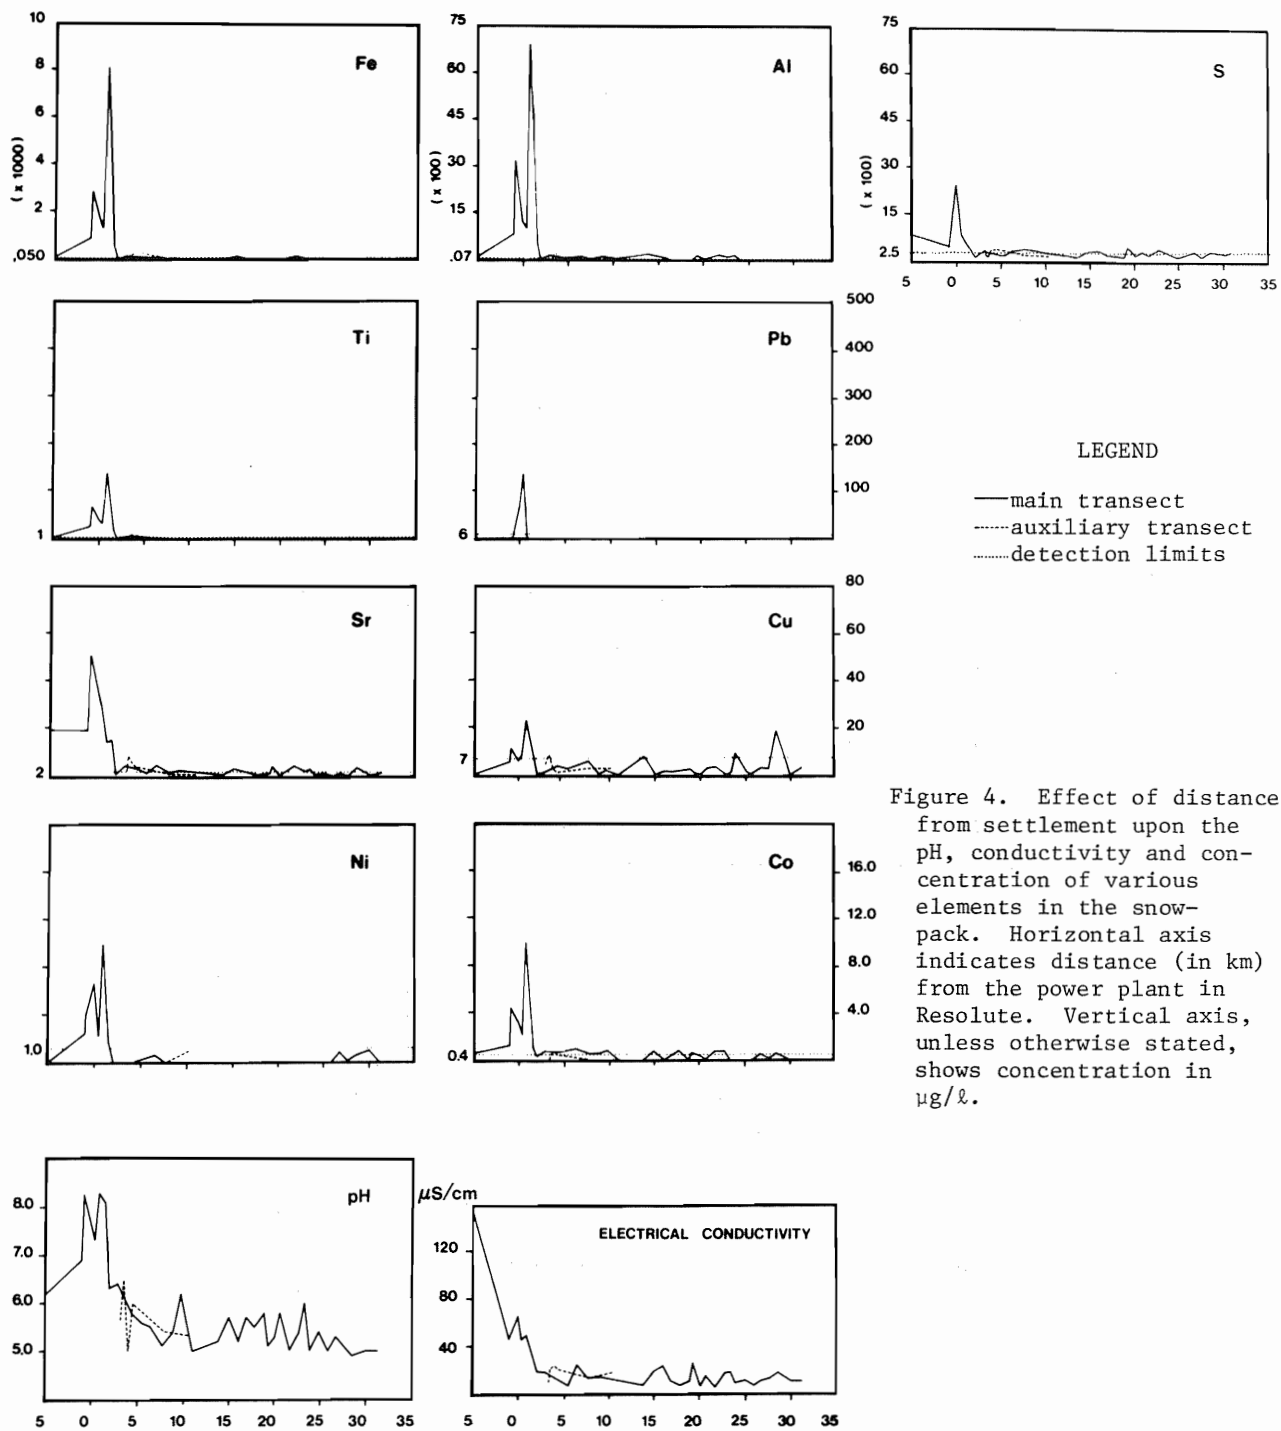 10
8
6
4
2
,050
(x 1000)
Fe
75
60
45
30
15
.07
(x 100)
Al
75
60
45
30
15
2.5
(x 100)
S
5 0 5 10 15 20 25 30 35
1
Ti
6
Pb
500
400
300
200
100
LEGEND
main transect
auxiliary transect
detection limits
2
Sr
7
Cu
80
60
40
20
1.0
Ni
0.4
Co
16.0
12.0
8.0
4.0
Figure 4. Effect of distance
from settlement upon the
pH, conductivity and con-
centration of various
elements in the snow-
pack. Horizontal axis
indicates distance (in km)
from the power plant in
Resolute. Vertical axis,
unless otherwise stated,
shows concentration in
μg/ℓ.
8.0
7.0
6.0
5.0
pH
5 0 5 10 15 20 25 30 35
μS/cm
120
80
40
ELECTRICAL CONDUCTIVITY
5 0 5 10 15 20 25 30 35